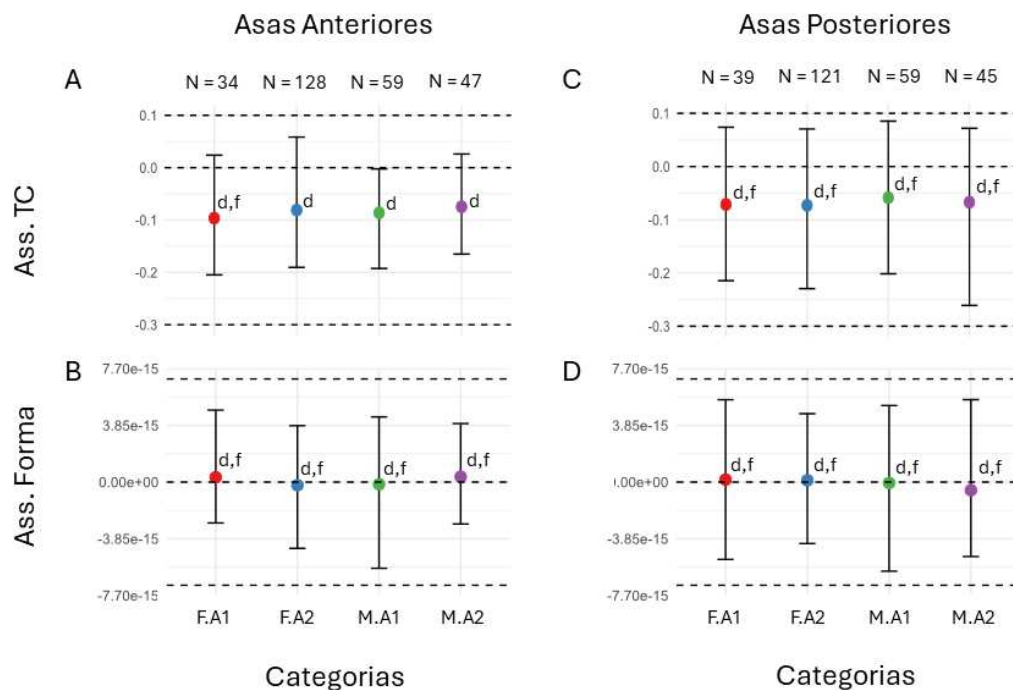 Asas Anteriores
Asas Posteriores
A
N = 34 N = 128 N = 59 N = 47
0.1
0.0
-0.1
-0.2
-0.3
d,f d d d
Ass. TC
C
N = 39 N = 121 N = 59 N = 45
0.1
0.0
-0.1
-0.2
-0.3
d,f d,f d,f d,f
B
7.70e-15
3.85e-15
0.00e+00
-3.85e-15
-7.70e-15
d,f d,f d,f d,f
Ass. Forma
F.A1 F.A2 M.A1 M.A2
Categorias
D
7.70e-15
3.85e-15
0.00e+00
-3.85e-15
-7.70e-15
d,f d,f d,f d,f
F.A1 F.A2 M.A1 M.A2
Categorias